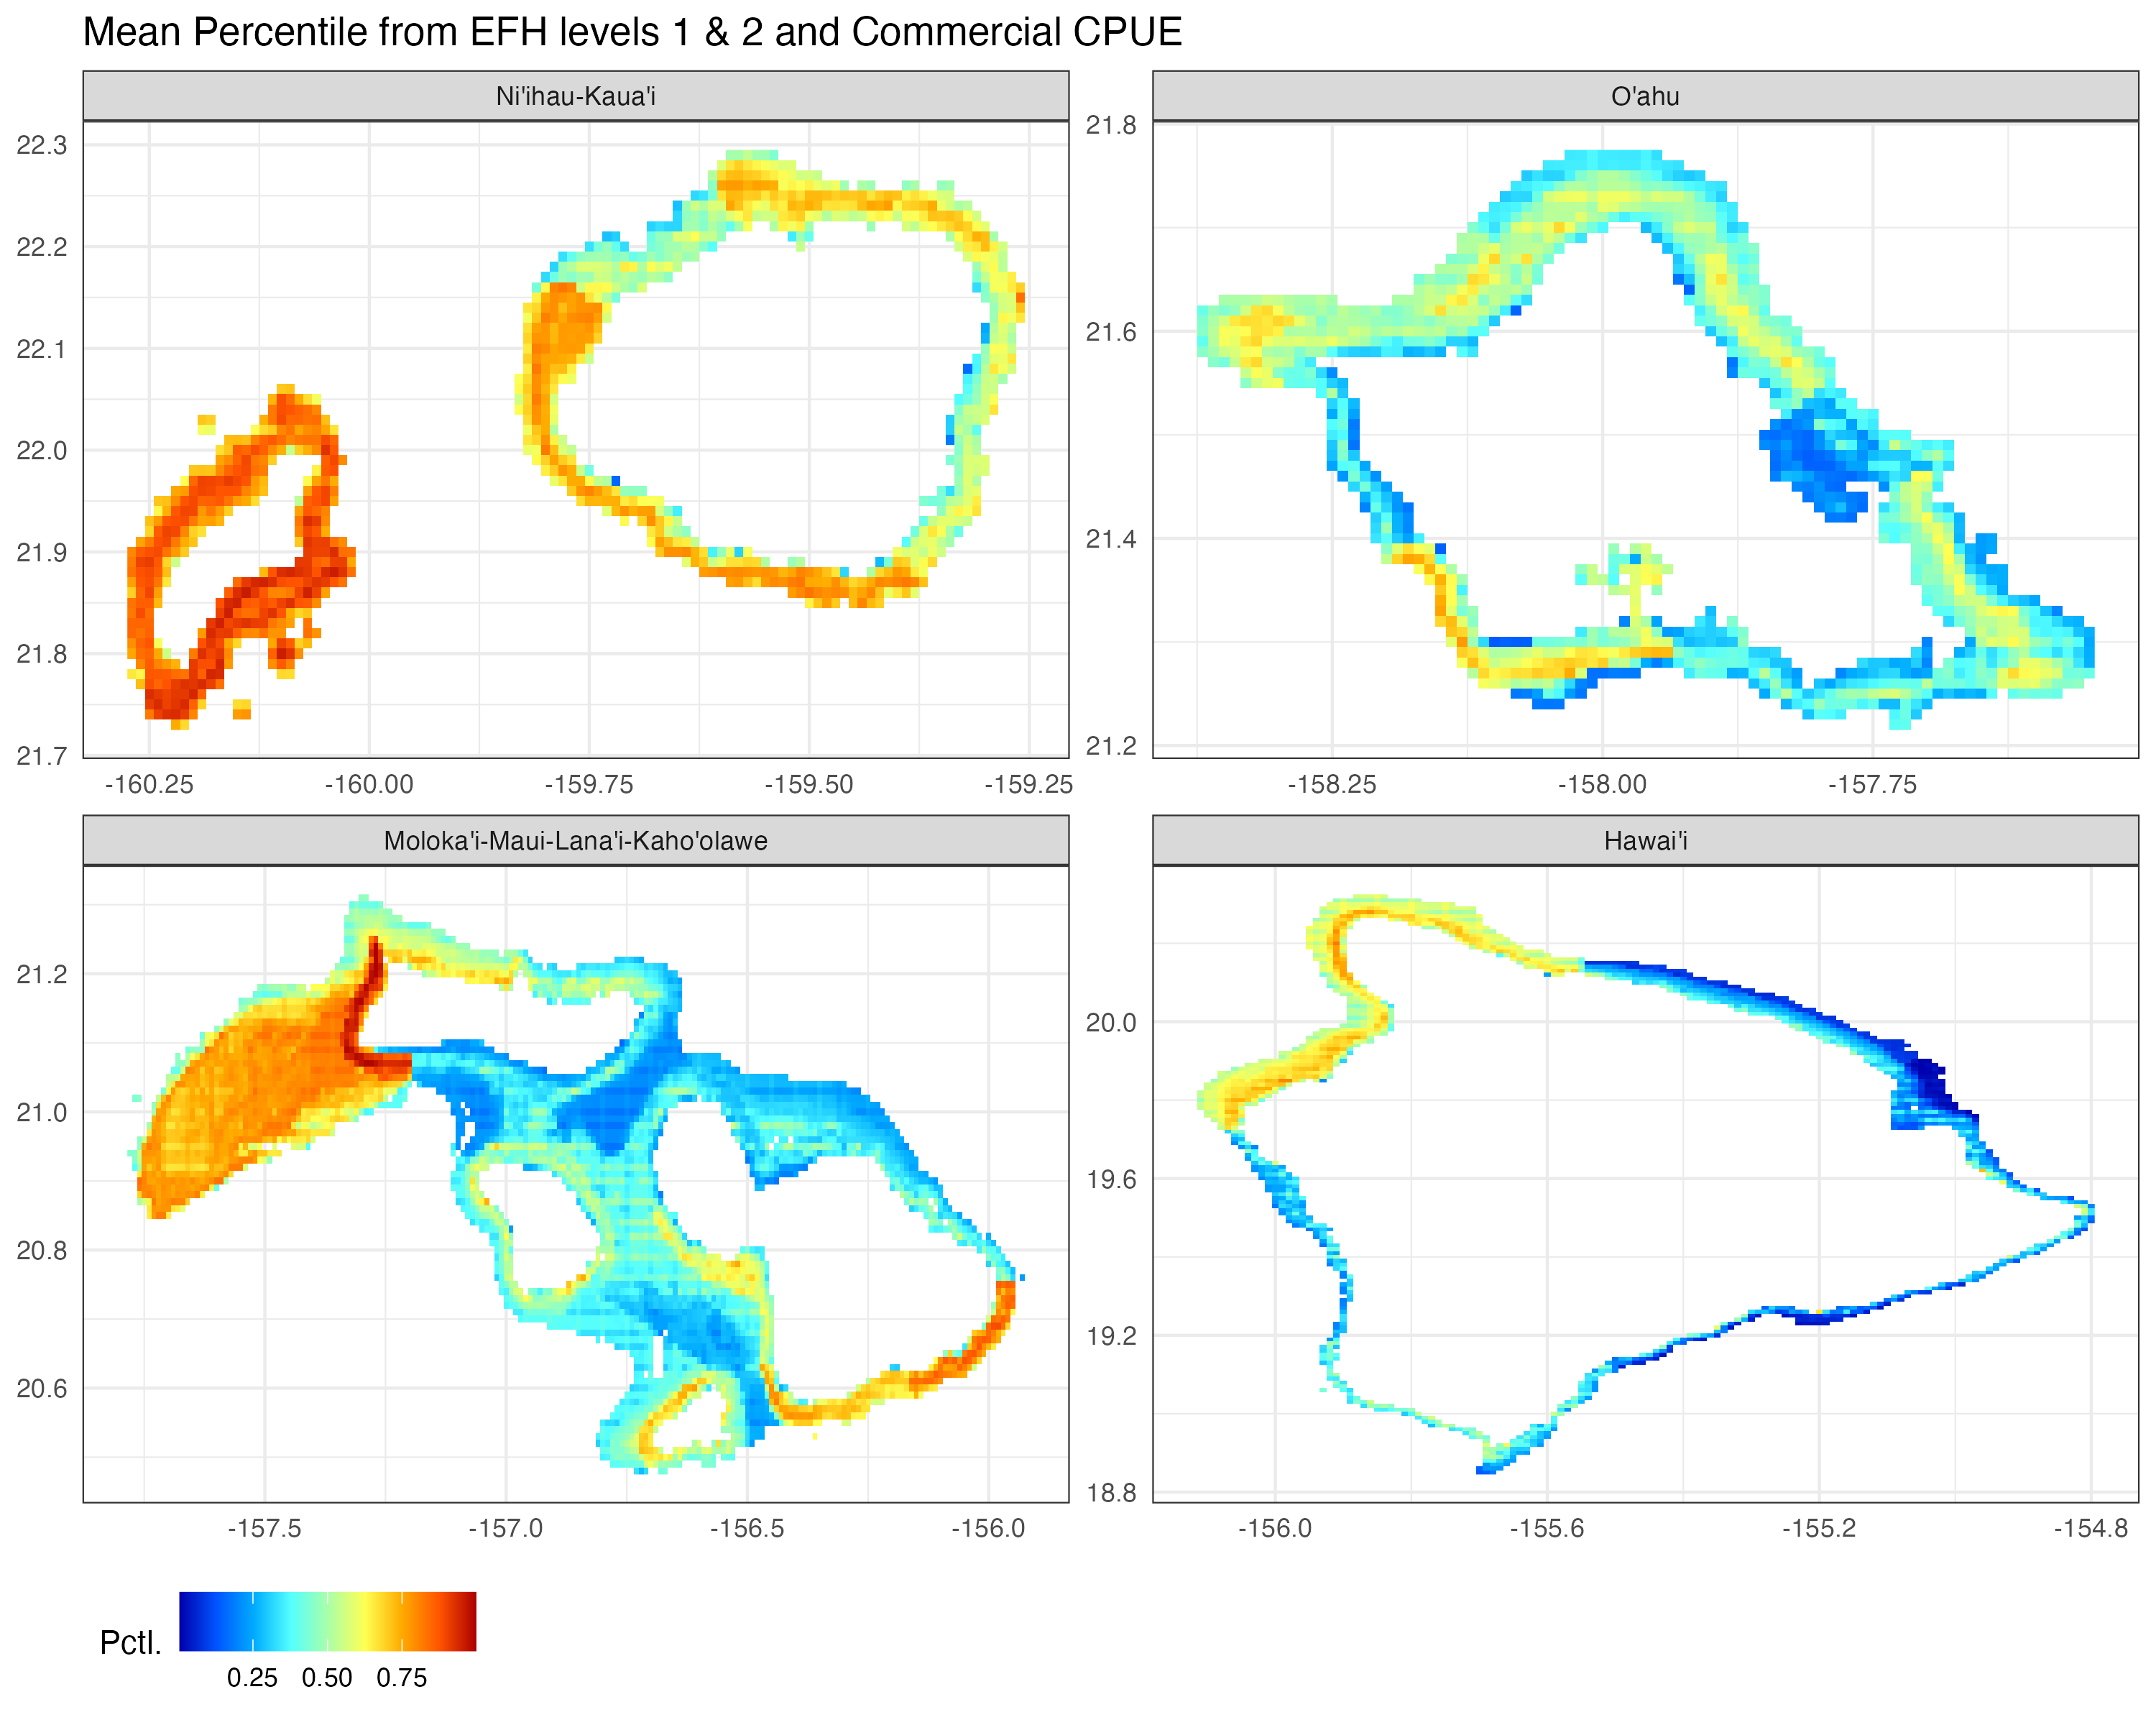 Mean Percentile from EFH levels 1 & 2 and Commercial CPUE
Ni'ihau-Kaua'i
22.3
22.2
22.1
22.0
21.9
21.8
21.7
-160.25 -160.00 -159.75 -159.50 -159.25
O'ahu
21.8
21.6
21.4
21.2
-158.25 -158.00 -157.75
Moloka'i-Maui-Lana'i-Kaho'olawe
21.2
21.0
20.8
20.6
-157.5 -157.0 -156.5 -156.0
Hawai'i
20.0
19.6
19.2
18.8
-156.0 -155.6 -155.2 -154.8
Pctl.
0.25 0.50 0.75